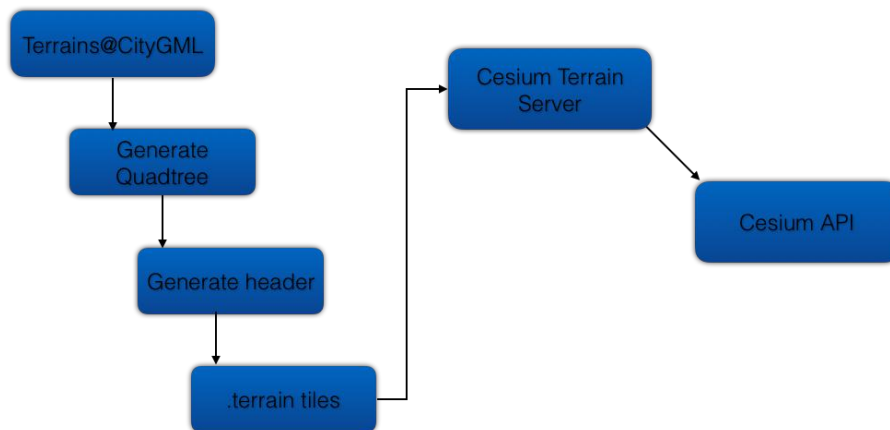 Terrains@CityGML
Generate
Quadtree
Generate header
.terrain tiles
Cesium Terrain
Server
Cesium API